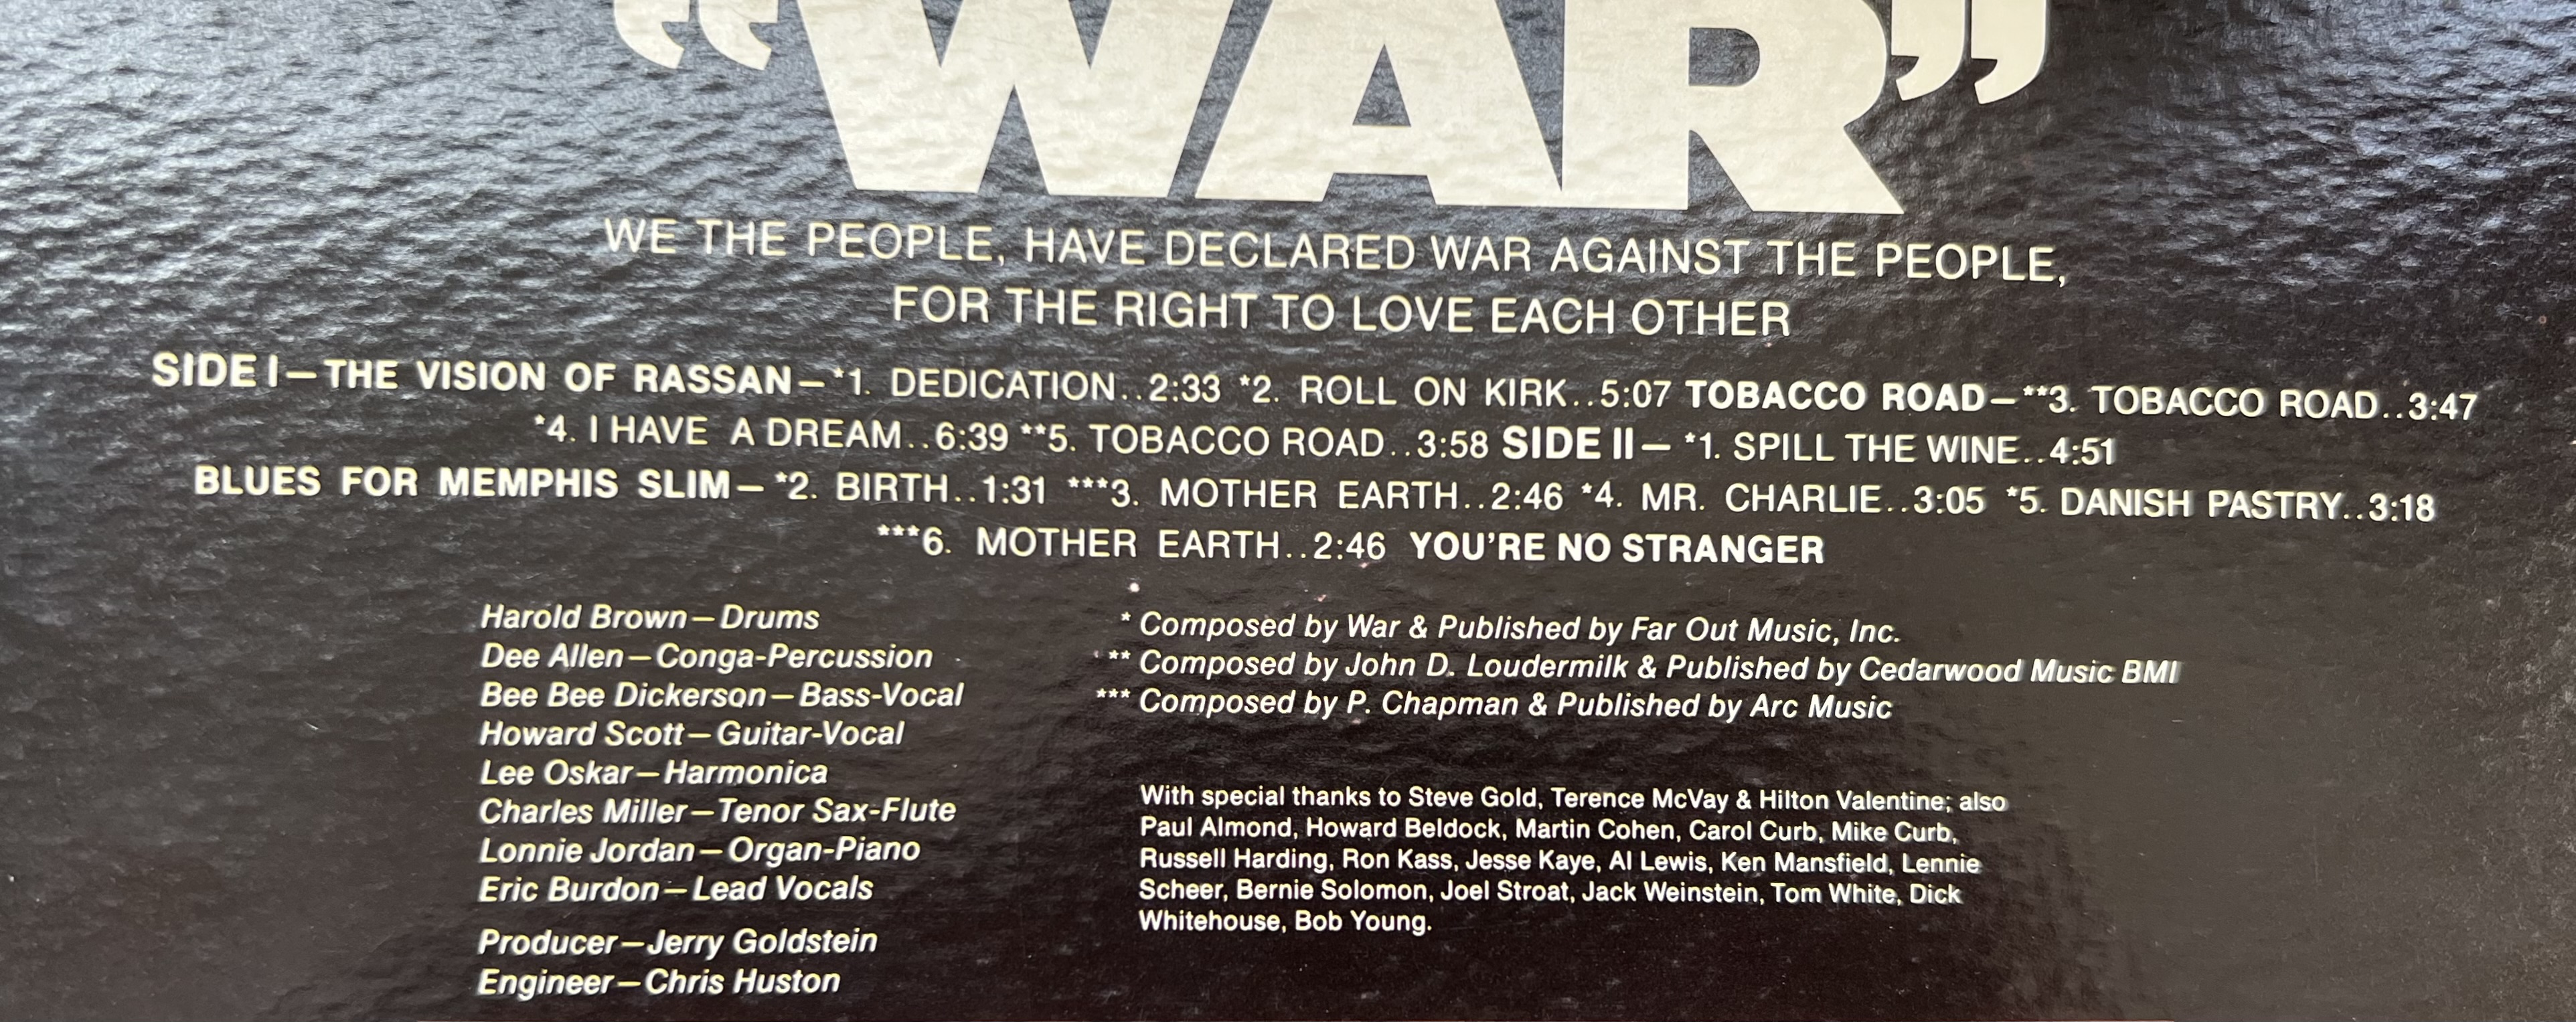 “WAR”
WE THE PEOPLE, HAVE DECLARED WAR AGAINST THE PEOPLE,
FOR THE RIGHT TO LOVE EACH OTHER
SIDE I—THE VISION OF RASSAN—*1. DEDICATION..2:33 *2. ROLL ON KIRK..5:07 TOBACCO ROAD—**3. TOBACCO ROAD..3:47
*4. I HAVE A DREAM..6:39 **5. TOBACCO ROAD..3:58 SIDE II— *1. SPILL THE WINE..4:51
BLUES FOR MEMPHIS SLIM—*2. BIRTH..1:31 ***3. MOTHER EARTH..2:46 *4. MR. CHARLIE..3:05 *5. DANISH PASTRY..3:18
***6. MOTHER EARTH..2:46 YOU'RE NO STRANGER
Harold Brown—Drums
Dee Allen—Conga-Percussion
Bee Bee Dickerson—Bass-Vocal
Howard Scott—Guitar-Vocal
Lee Oskar—Harmonica
Charles Miller—Tenor Sax-Flute
Lonnie Jordan—Organ-Piano
Eric Burdon—Lead Vocals
Producer—Jerry Goldstein
Engineer—Chris Huston
* Composed by War & Published by Far Out Music, Inc.
** Composed by John D. Loudermilk & Published by Cedarwood Music BMI
*** Composed by P. Chapman & Published by Arc Music
With special thanks to Steve Gold, Terence McVay & Hilton Valentine; also
Paul Almond, Howard Beldock, Martin Cohen, Carol Curb, Mike Curb,
Russell Harding, Ron Kass, Jesse Kaye, Al Lewis, Ken Mansfield, Lennie
Scheer, Bernie Solomon, Joel Stroat, Jack Weinstein, Tom White, Dick
Whitehouse, Bob Young.